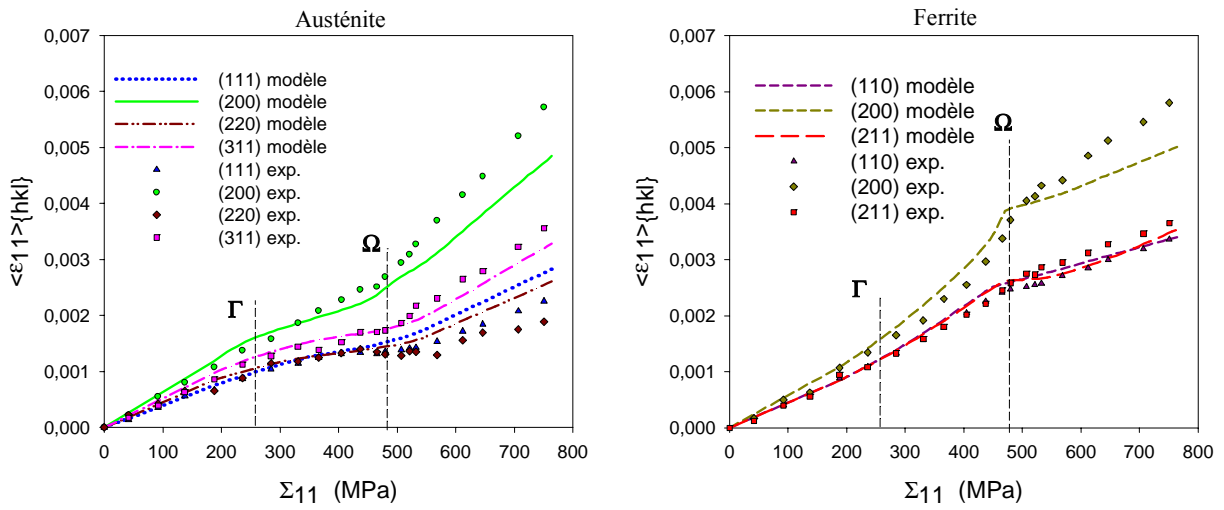 Austénite
0,007
0,006
0,005
0,004
0,003
0,002
0,001
0,000
<ε11>{hkl}
(111) modèle
(200) modèle
(220) modèle
(311) modèle
(111) exp.
(200) exp.
(220) exp.
(311) exp.
Γ
Ω
0 100 200 300 400 500 600 700 800
Σ11 (MPa)
Ferrite
0,007
0,006
0,005
0,004
0,003
0,002
0,001
0,000
<ε11>{hkl}
(110) modèle
(200) modèle
(211) modèle
(110) exp.
(200) exp.
(211) exp.
Γ
Ω
0 100 200 300 400 500 600 700 800
Σ11 (MPa)